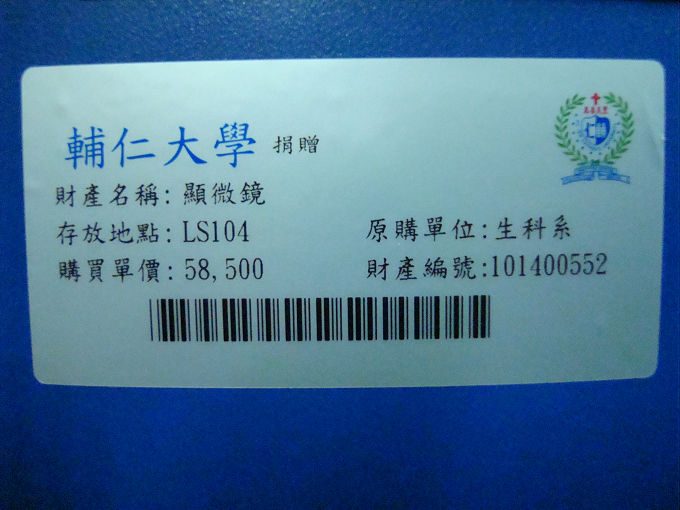 輔仁大學 捐贈
財產名稱: 顯微鏡
存放地點: LS104 原購單位: 生科系
購買單價: 58,500 財產編號:101400552